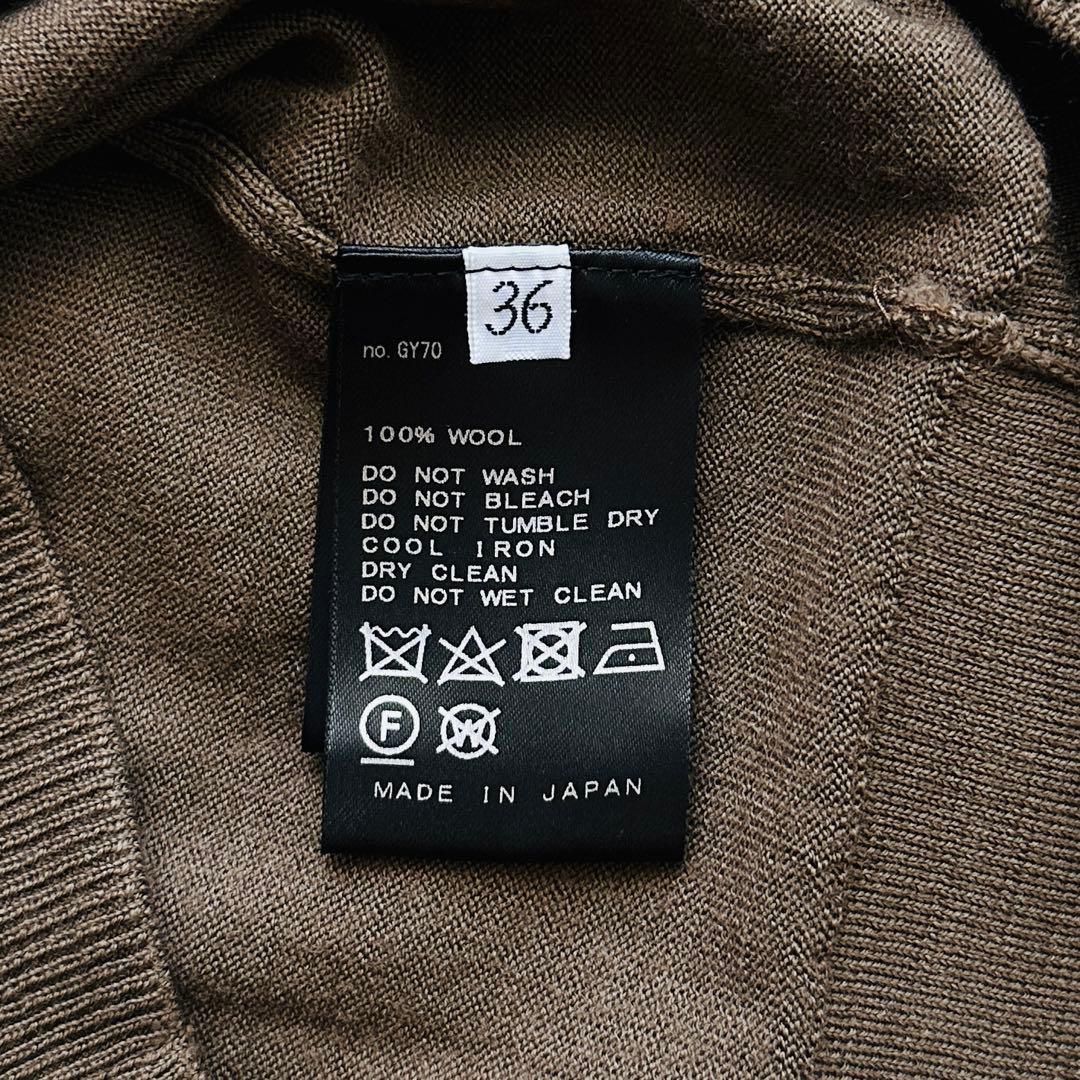 36
no. GY70
100% WOOL
DO NOT WASH
DO NOT BLEACH
DO NOT TUMBLE DRY
COOL IRON
DRY CLEAN
DO NOT WET CLEAN
F W
MADE IN JAPAN